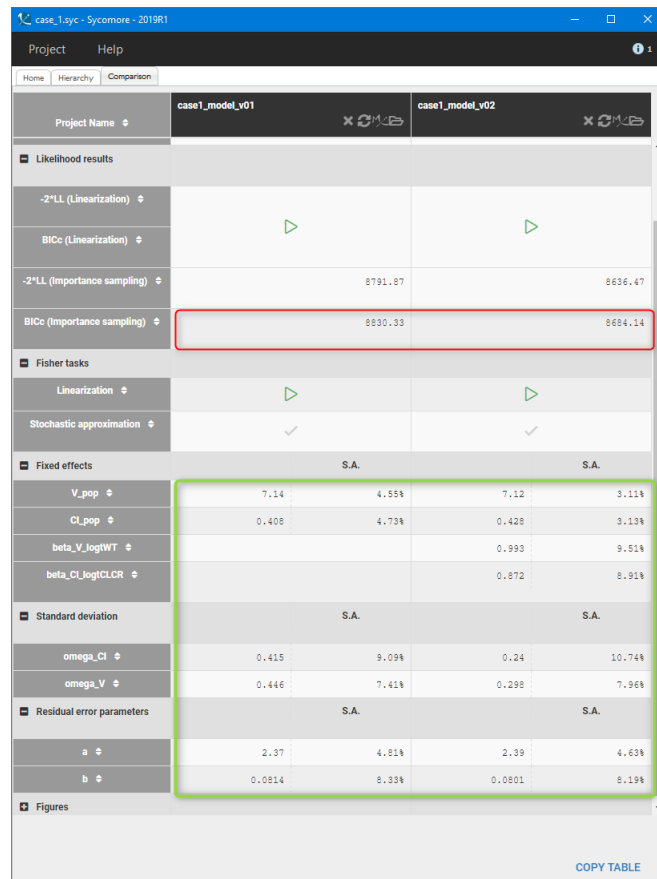 case_1.syc - Sycomore - 2019R1
Project Help 1
Home Hierarchy Comparison
Project Name case1_model_v01 case1_model_v02
Likelihood results
-2*LL (Linearization)
BICc (Linearization)
-2*LL (Importance sampling) 8791.87 8636.47
BICc (Importance sampling) 8830.33 8684.14
Fisher tasks
Linearization
Stochastic approximation
Fixed effects S.A. S.A.
V_pop 7.14 4.55% 7.12 3.11%
Cl_pop 0.408 4.73% 0.428 3.13%
beta_V_logtWT 0.993 9.51%
beta_Cl_logtCLCR 0.872 8.91%
Standard deviation S.A. S.A.
omega_Cl 0.415 9.09% 0.24 10.74%
omega_V 0.446 7.41% 0.298 7.96%
Residual error parameters S.A. S.A.
a 2.37 4.81% 2.39 4.63%
b 0.0814 8.33% 0.0801 8.19%
Figures
COPY TABLE